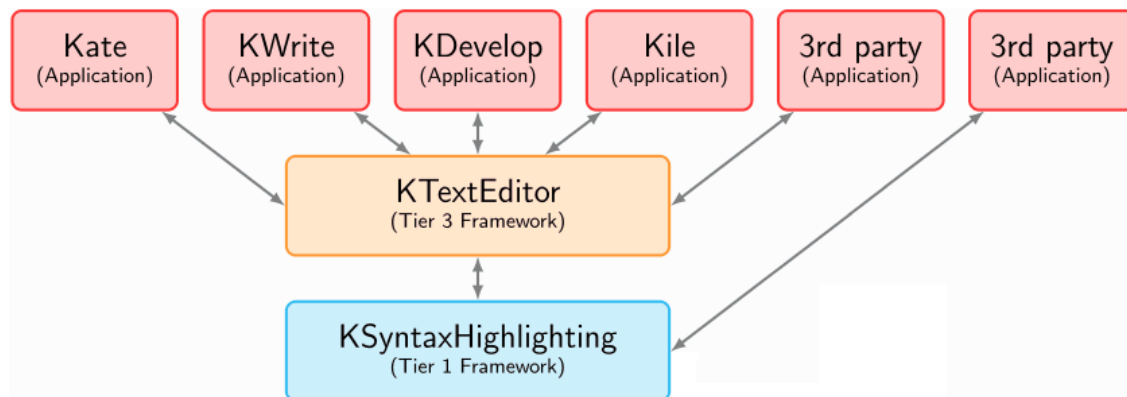 Kate
(Application)
KWrite
(Application)
KDevelop
(Application)
Kile
(Application)
3rd party
(Application)
3rd party
(Application)
KTextEditor
(Tier 3 Framework)
KSyntaxHighlighting
(Tier 1 Framework)